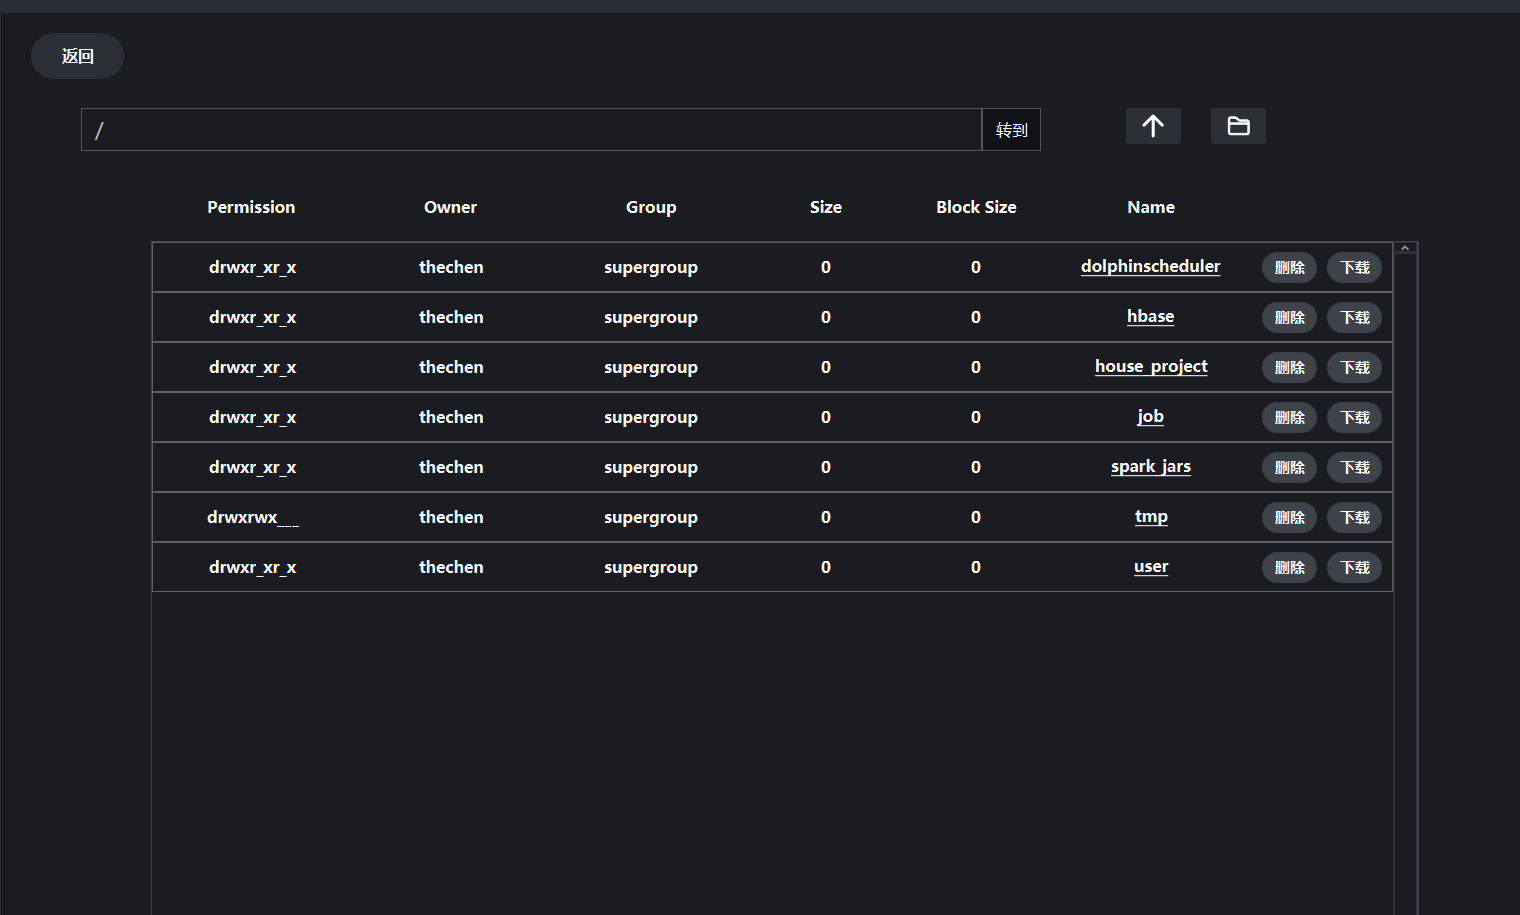 返回
/ 转到
Permission Owner Group Size Block Size Name
drwxr_xr_x thechen supergroup 0 0 dolphinscheduler 删除 下载
drwxr_xr_x thechen supergroup 0 0 hbase 删除 下载
drwxr_xr_x thechen supergroup 0 0 house_project 删除 下载
drwxr_xr_x thechen supergroup 0 0 job 删除 下载
drwxr_xr_x thechen supergroup 0 0 spark_jars 删除 下载
drwxrwx___ thechen supergroup 0 0 tmp 删除 下载
drwxr_xr_x thechen supergroup 0 0 user 删除 下载